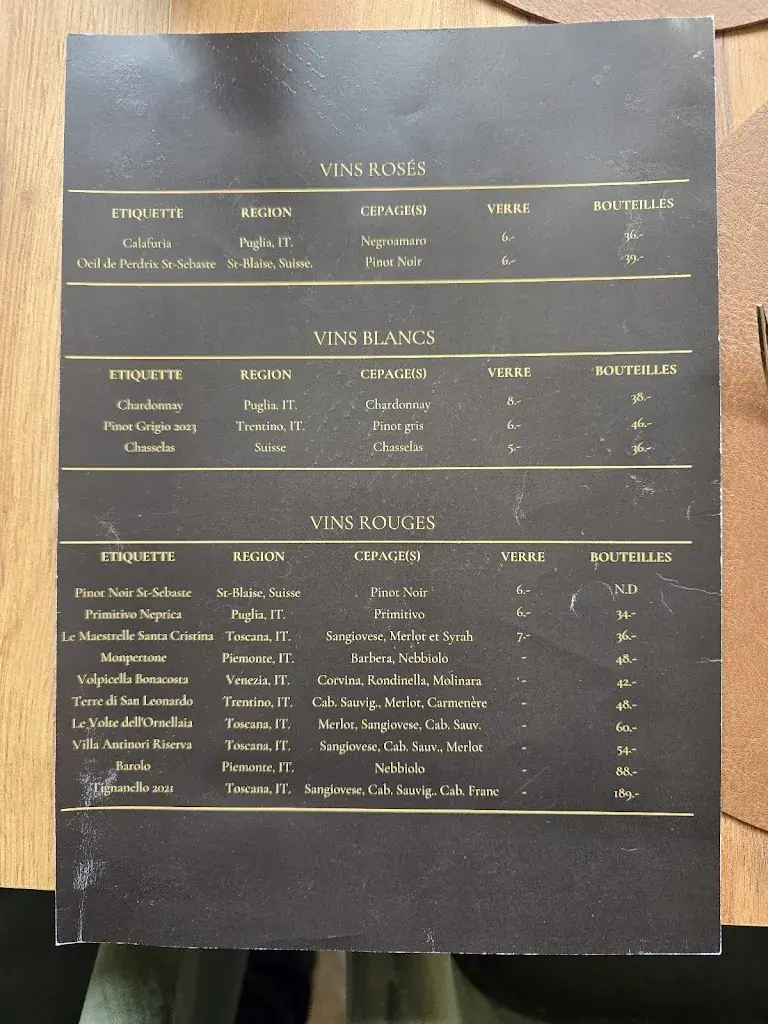 VINS ROSÉS
ETIQUETTE REGION CEPAGE(S) VERRE BOUTEILLES
Calafuria Puglia, IT. Negroamaro 6.- 36.-
Oeil de Perdrix St-Sebaste St-Blaise, Suisse. Pinot Noir 6.- 39.-
VINS BLANCS
ETIQUETTE REGION CEPAGE(S) VERRE BOUTEILLES
Chardonnay Puglia. IT. Chardonnay 8.- 38.-
Pinot Grigio 2023 Trentino, IT. Pinot gris 6.- 46.-
Chasselas Suisse Chasselas 5.- 36.-
VINS ROUGES
ETIQUETTE REGION CEPAGE(S) VERRE BOUTEILLES
Pinot Noir St-Sebaste St-Blaise, Suisse Pinot Noir 6.- N.D
Primitivo Neprica Puglia, IT. Primitivo 6.- 34.-
Le Maestrelle Santa Cristina Toscana, IT. Sangiovese, Merlot et Syrah 7.- 36.-
Monpertone Piemonte, IT. Barbera, Nebbiolo - 48.-
Volpicella Bonacosta Venezia, IT. Corvina, Rondinella, Molinara - 42.-
Terre di San Leonardo Trentino, IT. Cab. Sauvig., Merlot, Carmenère - 48.-
Le Volte dell'Ornellaia Toscana, IT. Merlot, Sangiovese, Cab. Sauv. - 60.-
Villa Antinori Riserva Toscana, IT. Sangiovese, Cab. Sauv., Merlot - 54.-
Barolo Piemonte, IT. Nebbiolo - 88.-
Tignanello 2021 Toscana, IT. Sangiovese, Cab. Sauvig.. Cab. Franc - 189.-